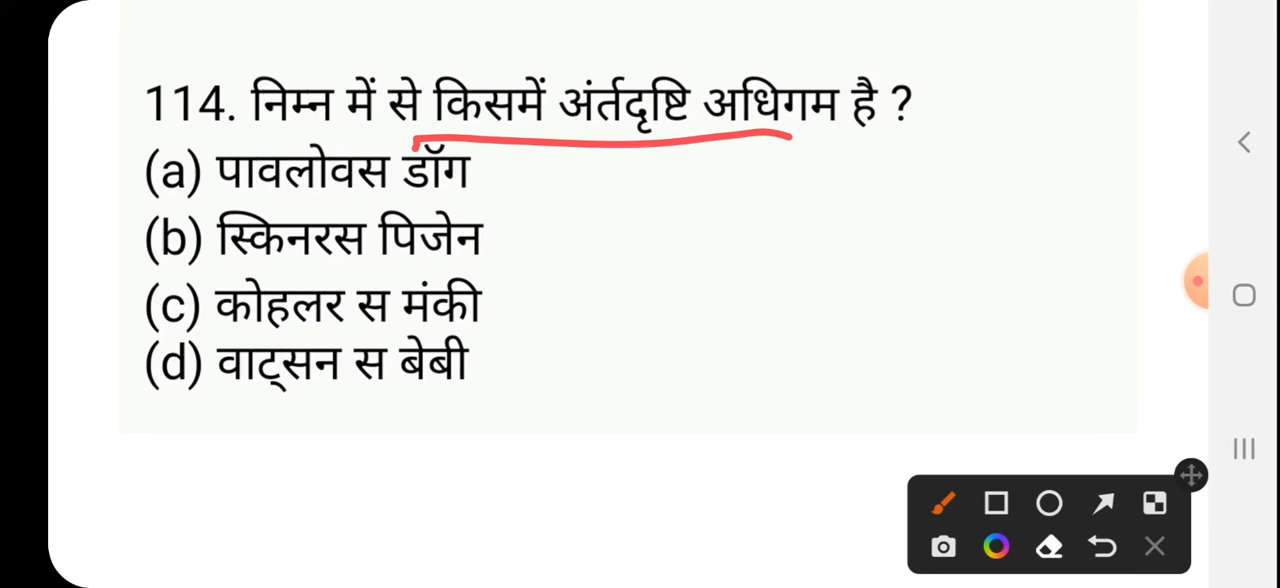 114. निम्न में से किसमें अंर्तदृष्टि अधिगम है ?
(a) पावलोवस डॉग
(b) स्किनरस पिजेन
(c) कोहलर स मंकी
(d) वाट्सन स बेबी